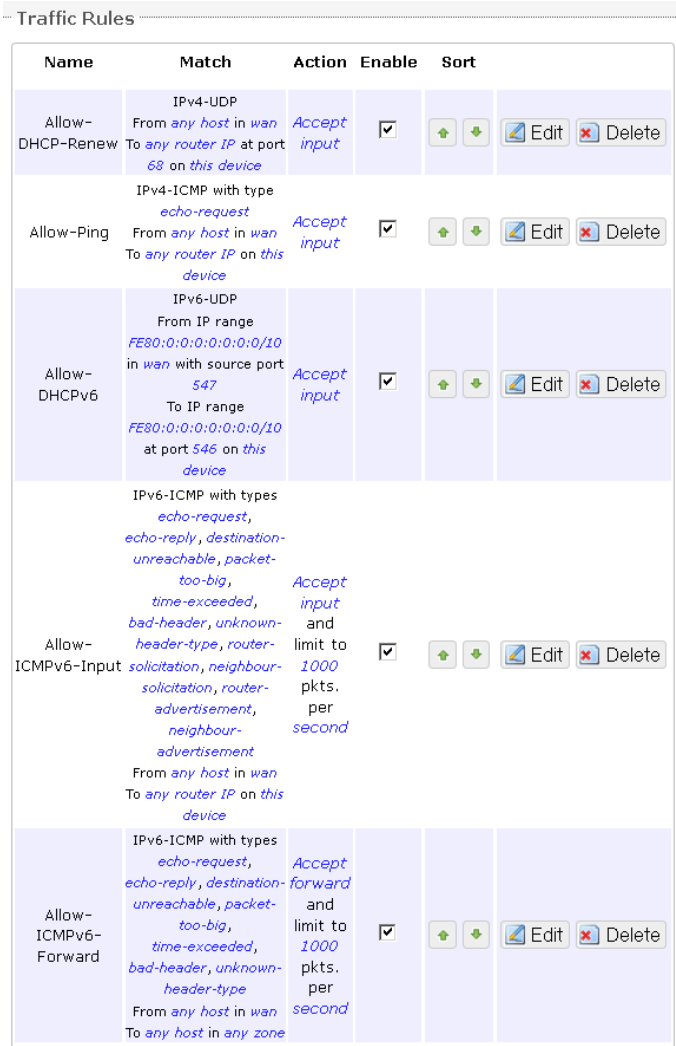 Traffic Rules
Name Match Action Enable Sort
Allow-
DHCP-Renew
IPv4-UDP
From any host in wan
To any router IP at port
68 on this device
Accept
input
Edit Delete
Allow-Ping
IPv4-ICMP with type
echo-request
From any host in wan
To any router IP on this
device
Accept
input
Edit Delete
Allow-
DHCPv6
IPv6-UDP
From IP range
FE80:0:0:0:0:0:0:0/10
in wan with source port
547
To IP range
FE80:0:0:0:0:0:0:0/10
at port 546 on this
device
Accept
input
Edit Delete
Allow-
ICMPv6-Input
IPv6-ICMP with types
echo-request,
echo-reply, destination-
unreachable, packet-
too-big,
time-exceeded,
bad-header, unknown-
header-type, router-
solicitation, neighbour-
solicitation, router-
advertisement,
neighbour-
advertisement
From any host in wan
To any router IP on this
device
Accept
input
and
limit to
1000
pkts.
per
second
Edit Delete
Allow-
ICMPv6-
Forward
IPv6-ICMP with types
echo-request,
echo-reply, destination-
unreachable, packet-
too-big,
time-exceeded,
bad-header, unknown-
header-type
From any host in wan
To any host in any zone
Accept
forward
and
limit to
1000
pkts.
per
second
Edit Delete